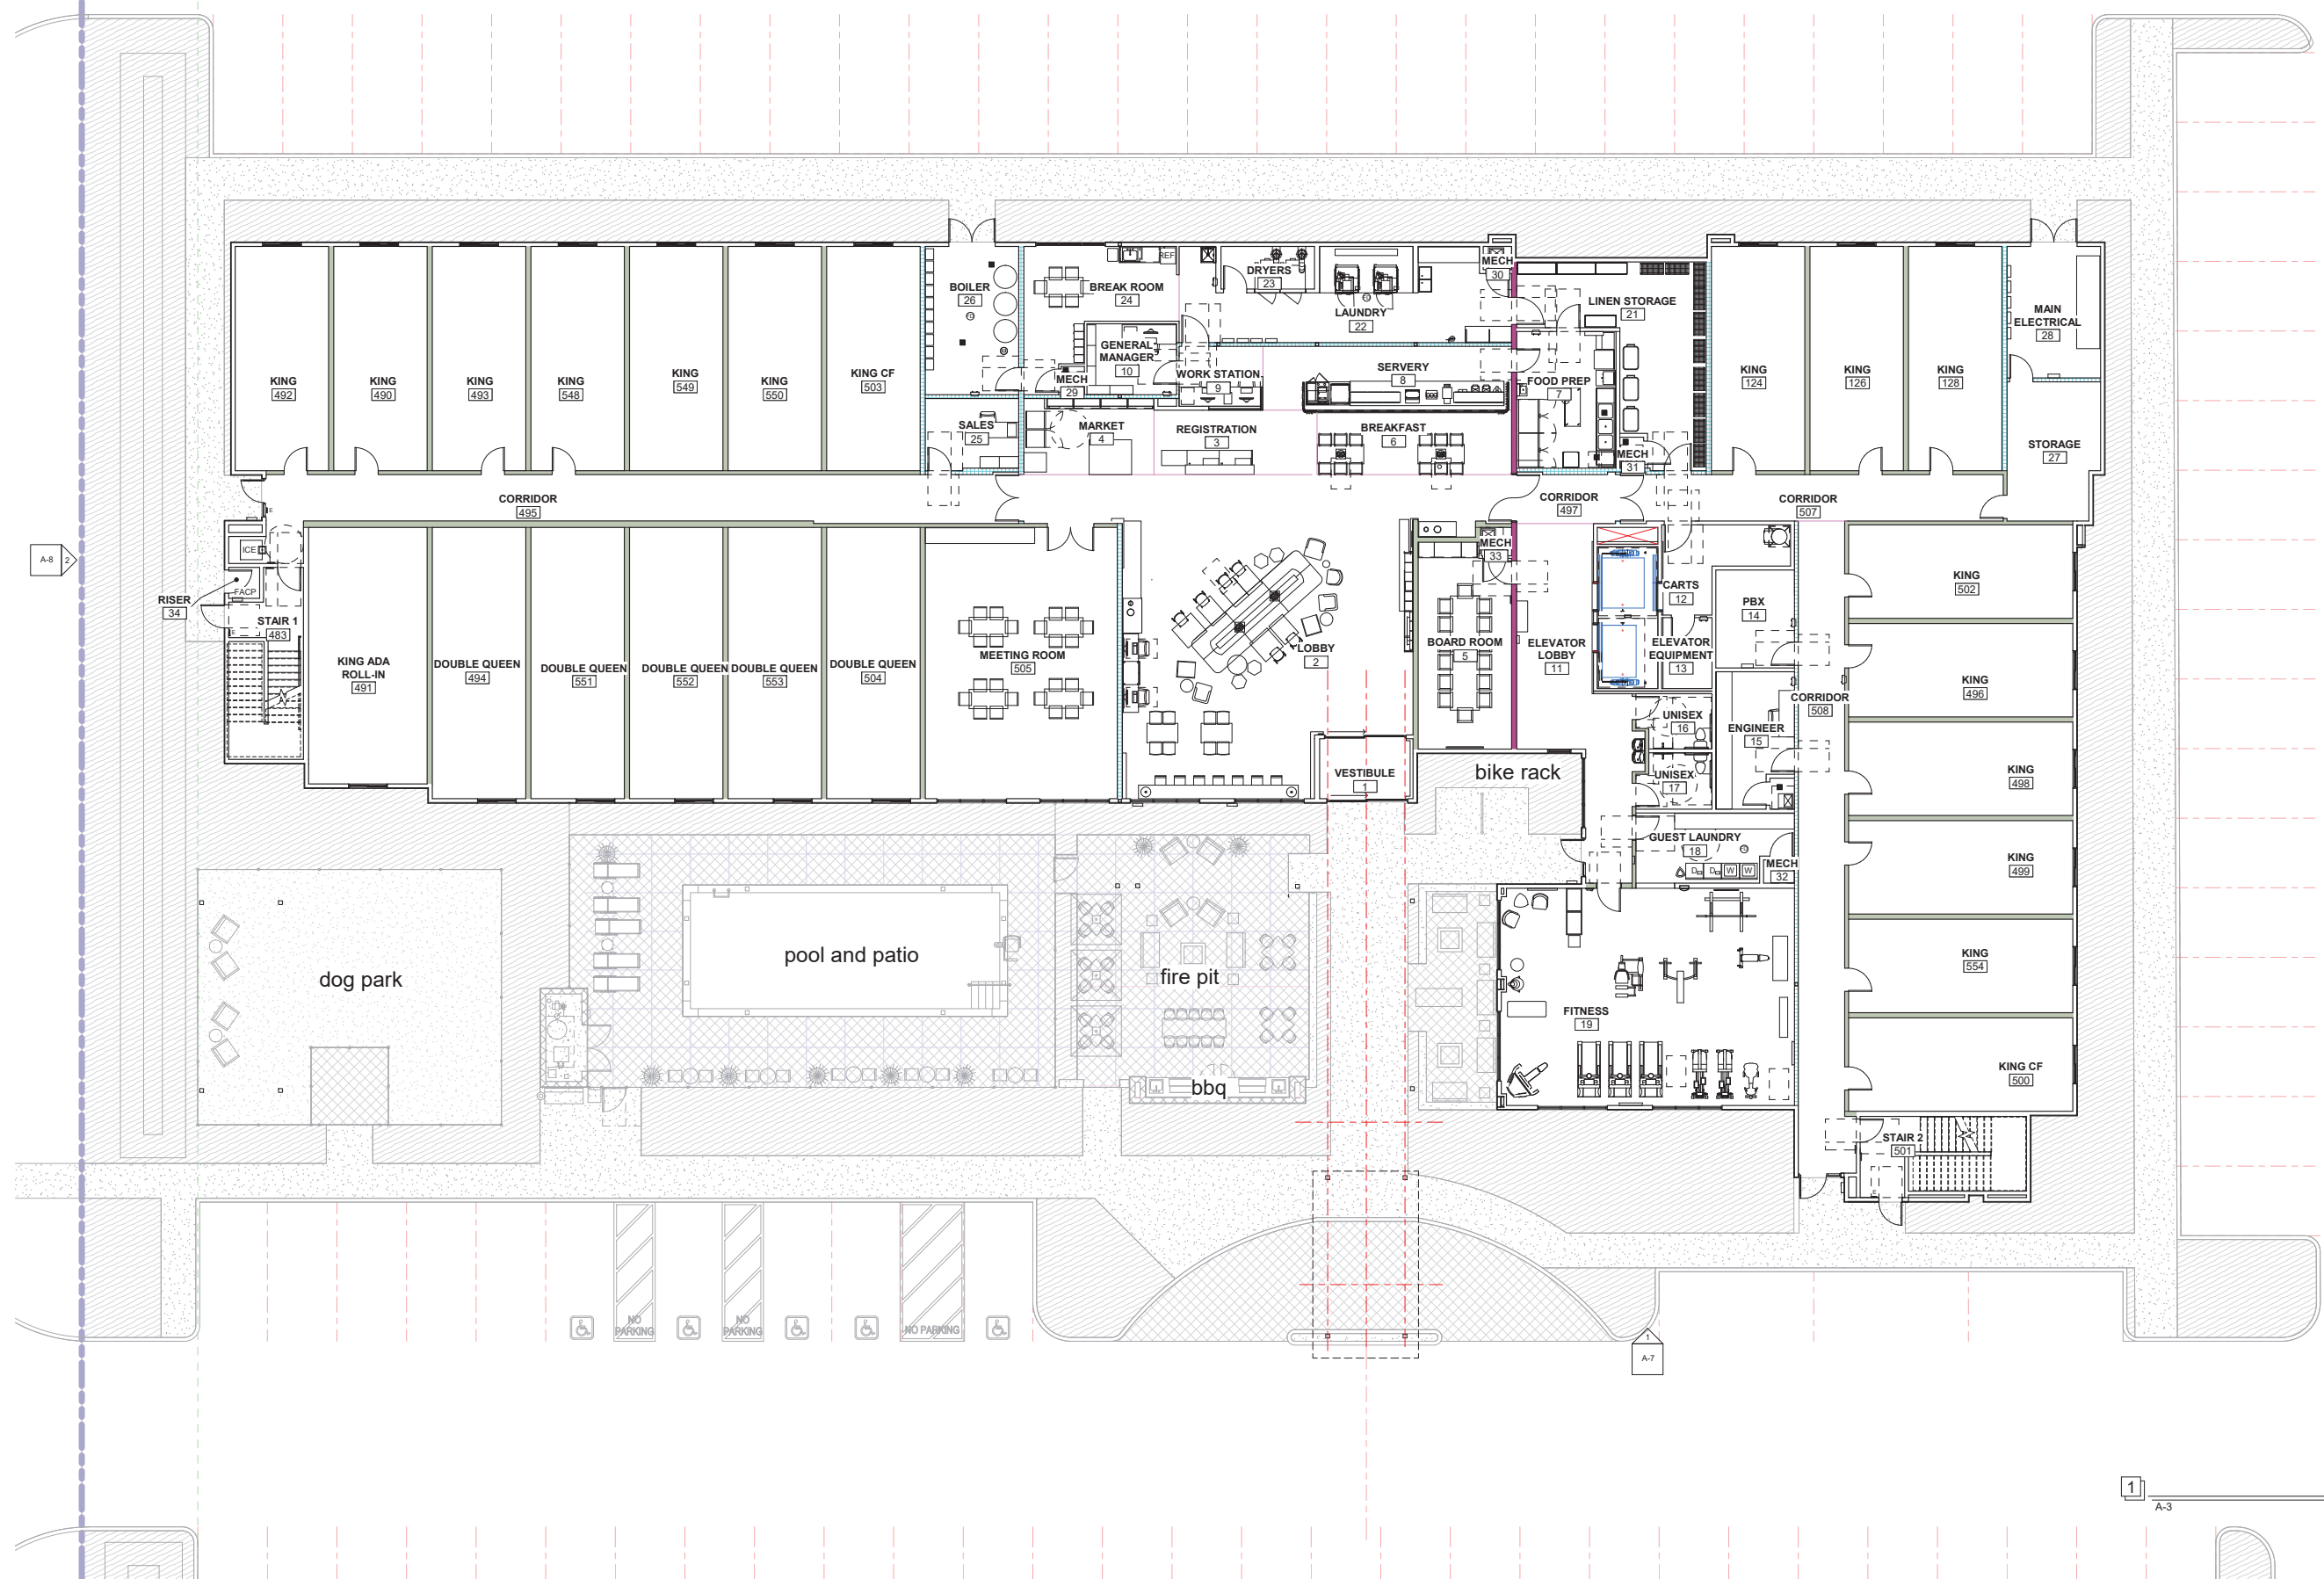 MECH
30
REF
DRYERS
23
BOILER
26
BREAK ROOM
24
LAUNDRY
22
LINEN STORAGE
21
MAIN
ELECTRICAL
28
GENERAL
MANAGER
10
MECH
29
WORK STATION
9
SERVERY
8
FOOD PREP
7
KING
492
KING
490
KING
493
KING
548
KING
549
KING
550
KING CF
503
KING
124
KING
126
KING
128
SALES
25
MARKET
4
REGISTRATION
3
BREAKFAST
6
MECH
31
STORAGE
27
CORRIDOR
495
CORRIDOR
497
CORRIDOR
507
A-8
2
ICE
FACP
RISER
34
STAIR 1
483
KING ADA
ROLL-IN
491
DOUBLE QUEEN
494
DOUBLE QUEEN
551
DOUBLE QUEEN
552
DOUBLE QUEEN
553
DOUBLE QUEEN
504
MEETING ROOM
505
LOBBY
2
MECH
33
BOARD ROOM
5
ELEVATOR
LOBBY
11
CARTS
12
ELEVATOR
EQUIPMENT
13
PBX
14
KING
502
KING
496
CORRIDOR
508
UNISEX
16
ENGINEER
15
UNISEX
17
KING
498
VESTIBULE
1
bike rack
GUEST LAUNDRY
18
D
D
W
W
MECH
32
KING
499
dog park
pool and patio
fire pit
bbq
FITNESS
19
KING
554
KING CF
500
STAIR 2
501
NO
PARKING
NO
PARKING
NO PARKING
1
A-7
1
A-3